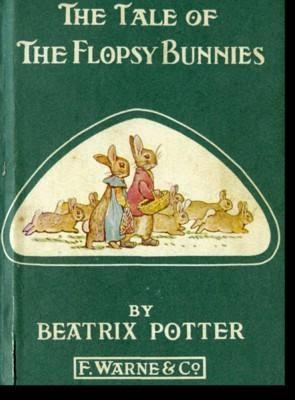 THE TALE OF
THE FLOPSY BUNNIES
BY
BEATRIX POTTER
F. WARNE & Co